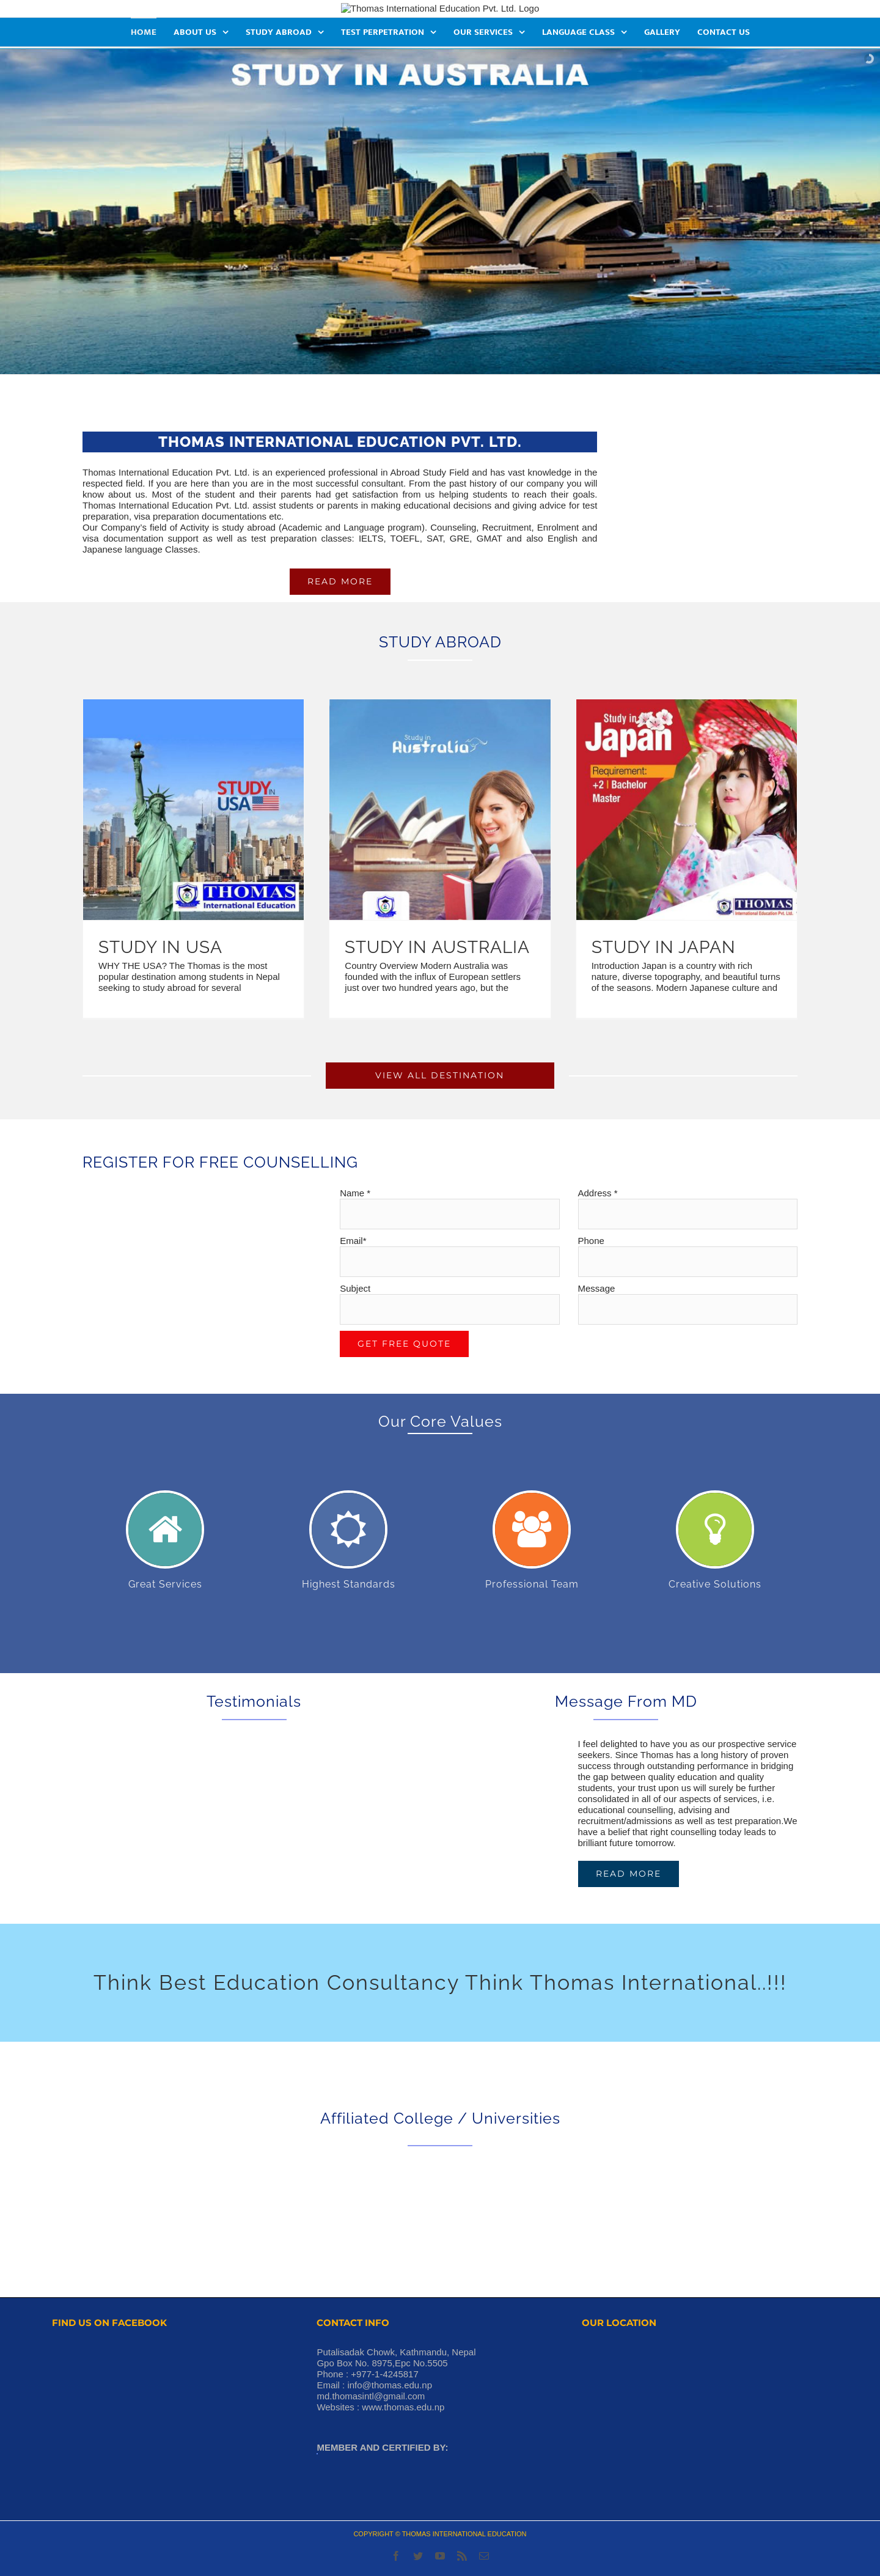 Thomas International Education Pvt. Ltd. Logo
HOME ABOUT US STUDY ABROAD TEST PERPETRATION OUR SERVICES LANGUAGE CLASS GALLERY CONTACT US
STUDY IN AUSTRALIA
THOMAS INTERNATIONAL EDUCATION PVT. LTD.
Thomas International Education Pvt. Ltd. is an experienced professional in Abroad Study Field and has vast knowledge in the
respected field. If you are here than you are in the most successful consultant. From the past history of our company you will
know about us. Most of the student and their parents had get satisfaction from us helping students to reach their goals.
Thomas International Education Pvt. Ltd. assist students or parents in making educational decisions and giving advice for test
preparation, visa preparation documentations etc.
Our Company's field of Activity is study abroad (Academic and Language program). Counseling, Recruitment, Enrolment and
visa documentation support as well as test preparation classes: IELTS, TOEFL, SAT, GRE, GMAT and also English and
Japanese language Classes.
READ MORE
STUDY ABROAD
STUDY IN
USA
THOMAS
International Education
STUDY IN USA
WHY THE USA? The Thomas is the most
popular destination among students in Nepal
seeking to study abroad for several
Study in
Australia
STUDY IN AUSTRALIA
Country Overview Modern Australia was
founded with the influx of European settlers
just over two hundred years ago, but the
Study in
Japan
Requirement:
+2 | Bachelor
Master
THOMAS
International Education Pvt. Ltd.
STUDY IN JAPAN
Introduction Japan is a country with rich
nature, diverse topography, and beautiful turns
of the seasons. Modern Japanese culture and
VIEW ALL DESTINATION
REGISTER FOR FREE COUNSELLING
Name *
Address *
Email*
Phone
Subject
Message
GET FREE QUOTE
Our Core Values
Great Services
Highest Standards
Professional Team
Creative Solutions
Testimonials
Message From MD
I feel delighted to have you as our prospective service
seekers. Since Thomas has a long history of proven
success through outstanding performance in bridging
the gap between quality education and quality
students, your trust upon us will surely be further
consolidated in all of our aspects of services, i.e.
educational counselling, advising and
recruitment/admissions as well as test preparation.We
have a belief that right counselling today leads to
brilliant future tomorrow.
READ MORE
Think Best Education Consultancy Think Thomas International..!!!
Affiliated College / Universities
FIND US ON FACEBOOK
CONTACT INFO
Putalisadak Chowk, Kathmandu, Nepal
Gpo Box No. 8975,Epc No.5505
Phone : +977-1-4245817
Email : info@thomas.edu.np
md.thomasintl@gmail.com
Websites : www.thomas.edu.np
MEMBER AND CERTIFIED BY:
OUR LOCATION
COPYRIGHT © THOMAS INTERNATIONAL EDUCATION